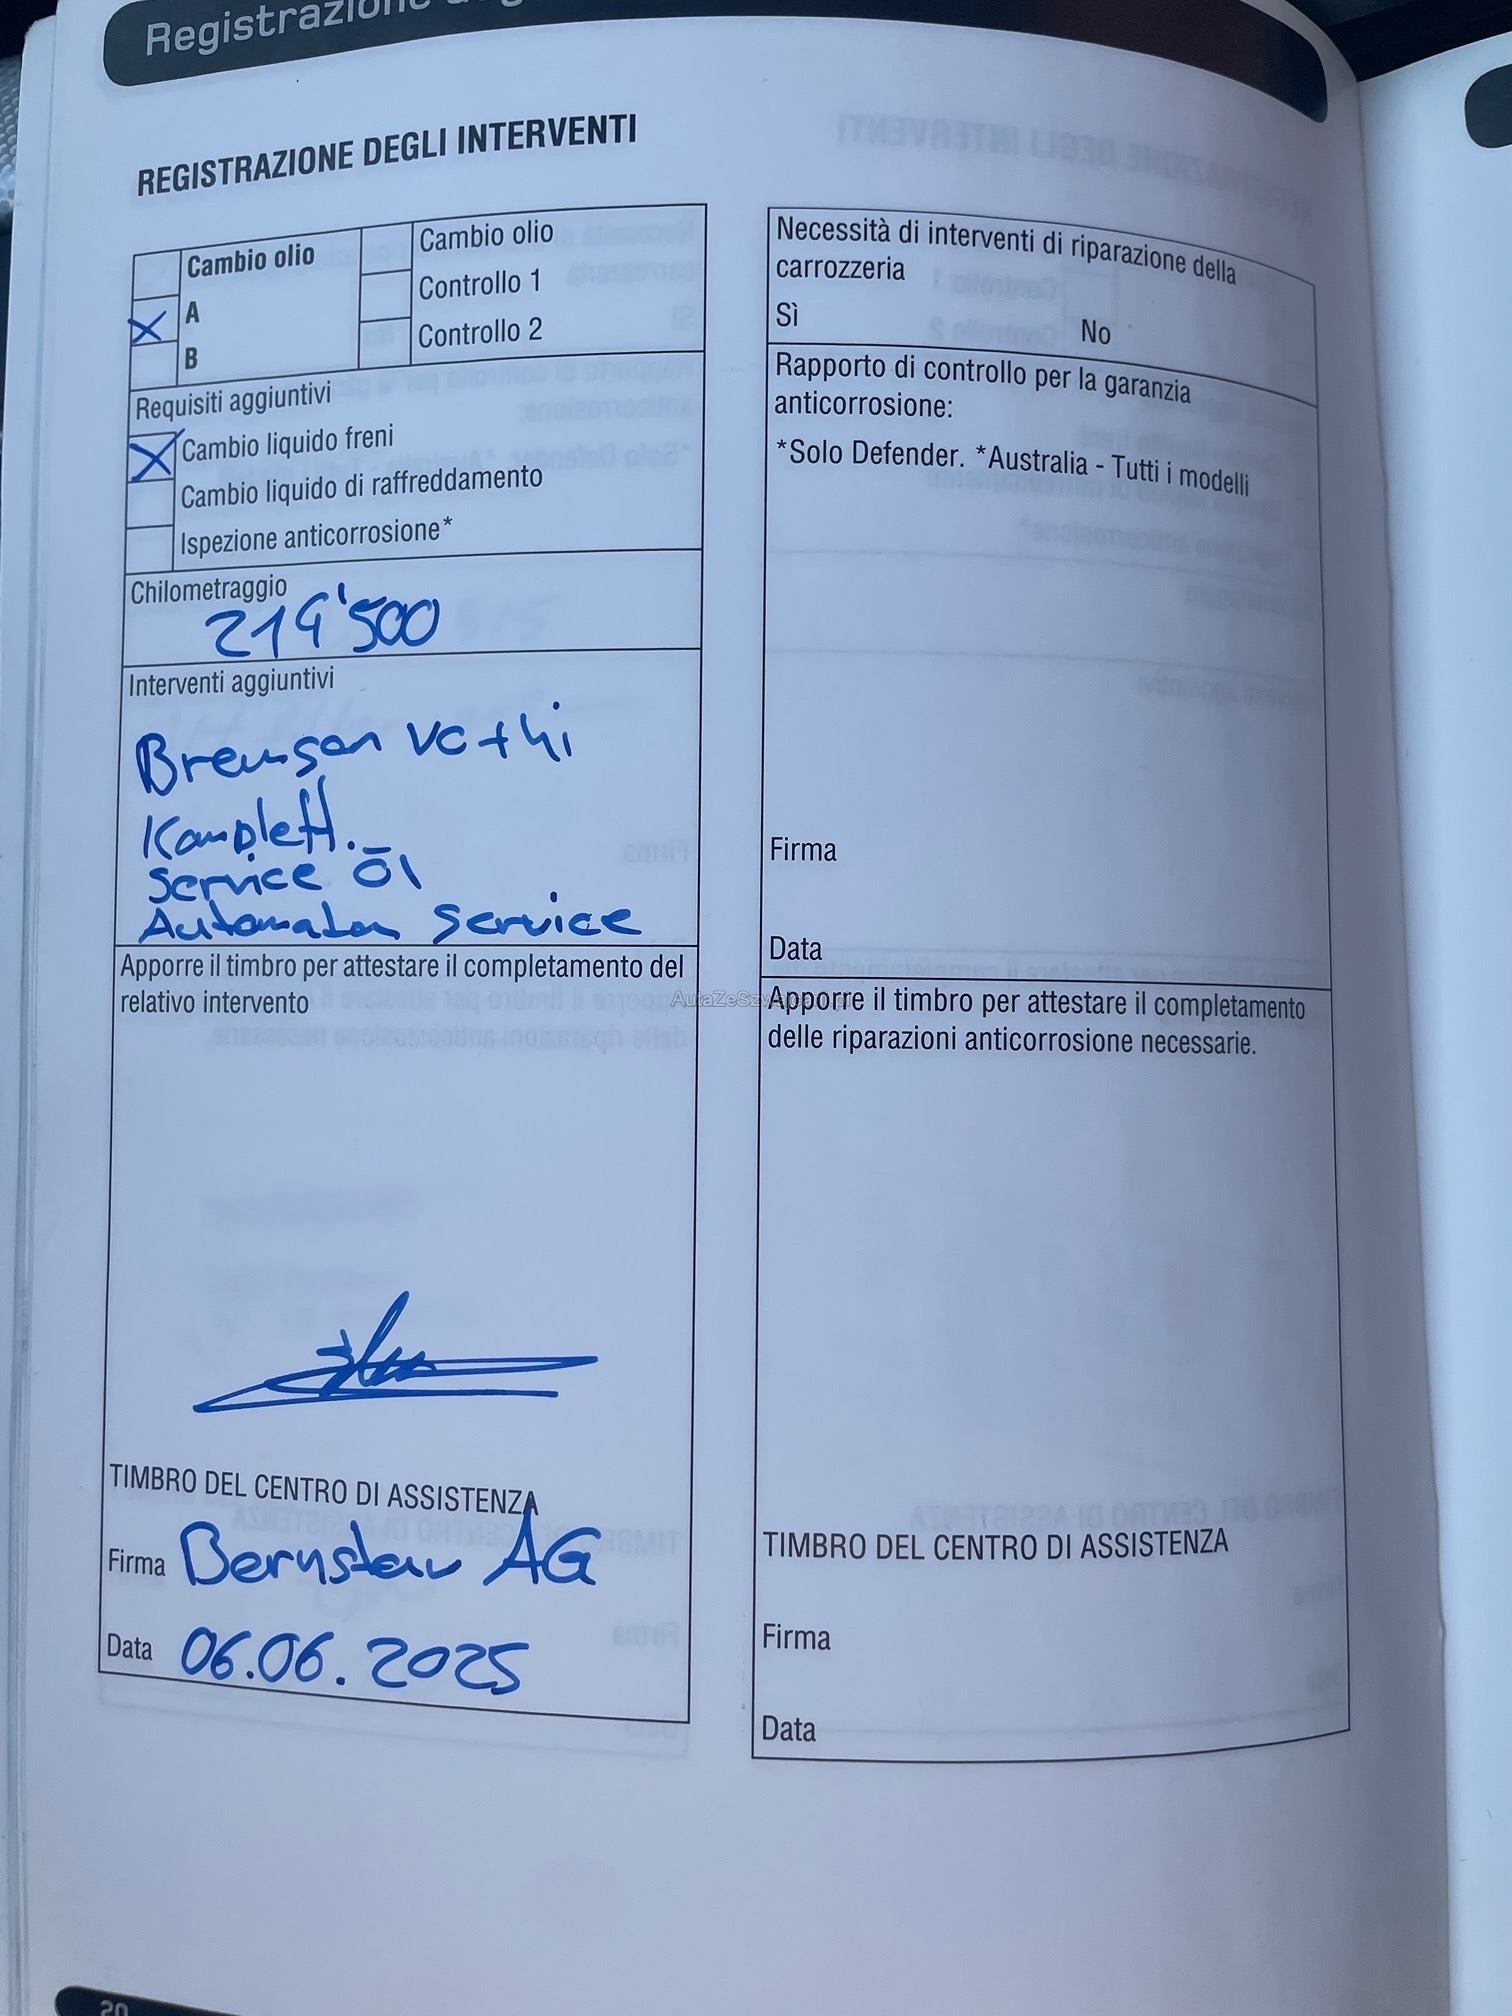 Registrazione
REGISTRAZIONE DEGLI INTERVENTI
Cambio olio
A
B
Cambio olio
Controllo 1
Controllo 2
Requisiti aggiuntivi
Cambio liquido freni
Cambio liquido di raffreddamento
Ispezione anticorrosione*
Chilometraggio
219'500
Interventi aggiuntivi
Bremsen vo + hi
Komplett.
Service Öl
Automaten Service
Apporre il timbro per attestare il completamento del
relativo intervento
TIMBRO DEL CENTRO DI ASSISTENZA
Firma
AG
Data 06.06.2025
Necessità di interventi di riparazione della
carrozzeria
Sì No
Rapporto di controllo per la garanzia
anticorrosione:
*Solo Defender. *Australia - Tutti i modelli
Firma
Data
Apporre il timbro per attestare il completamento
delle riparazioni anticorrosione necessarie.
TIMBRO DEL CENTRO DI ASSISTENZA
Firma
Data
20